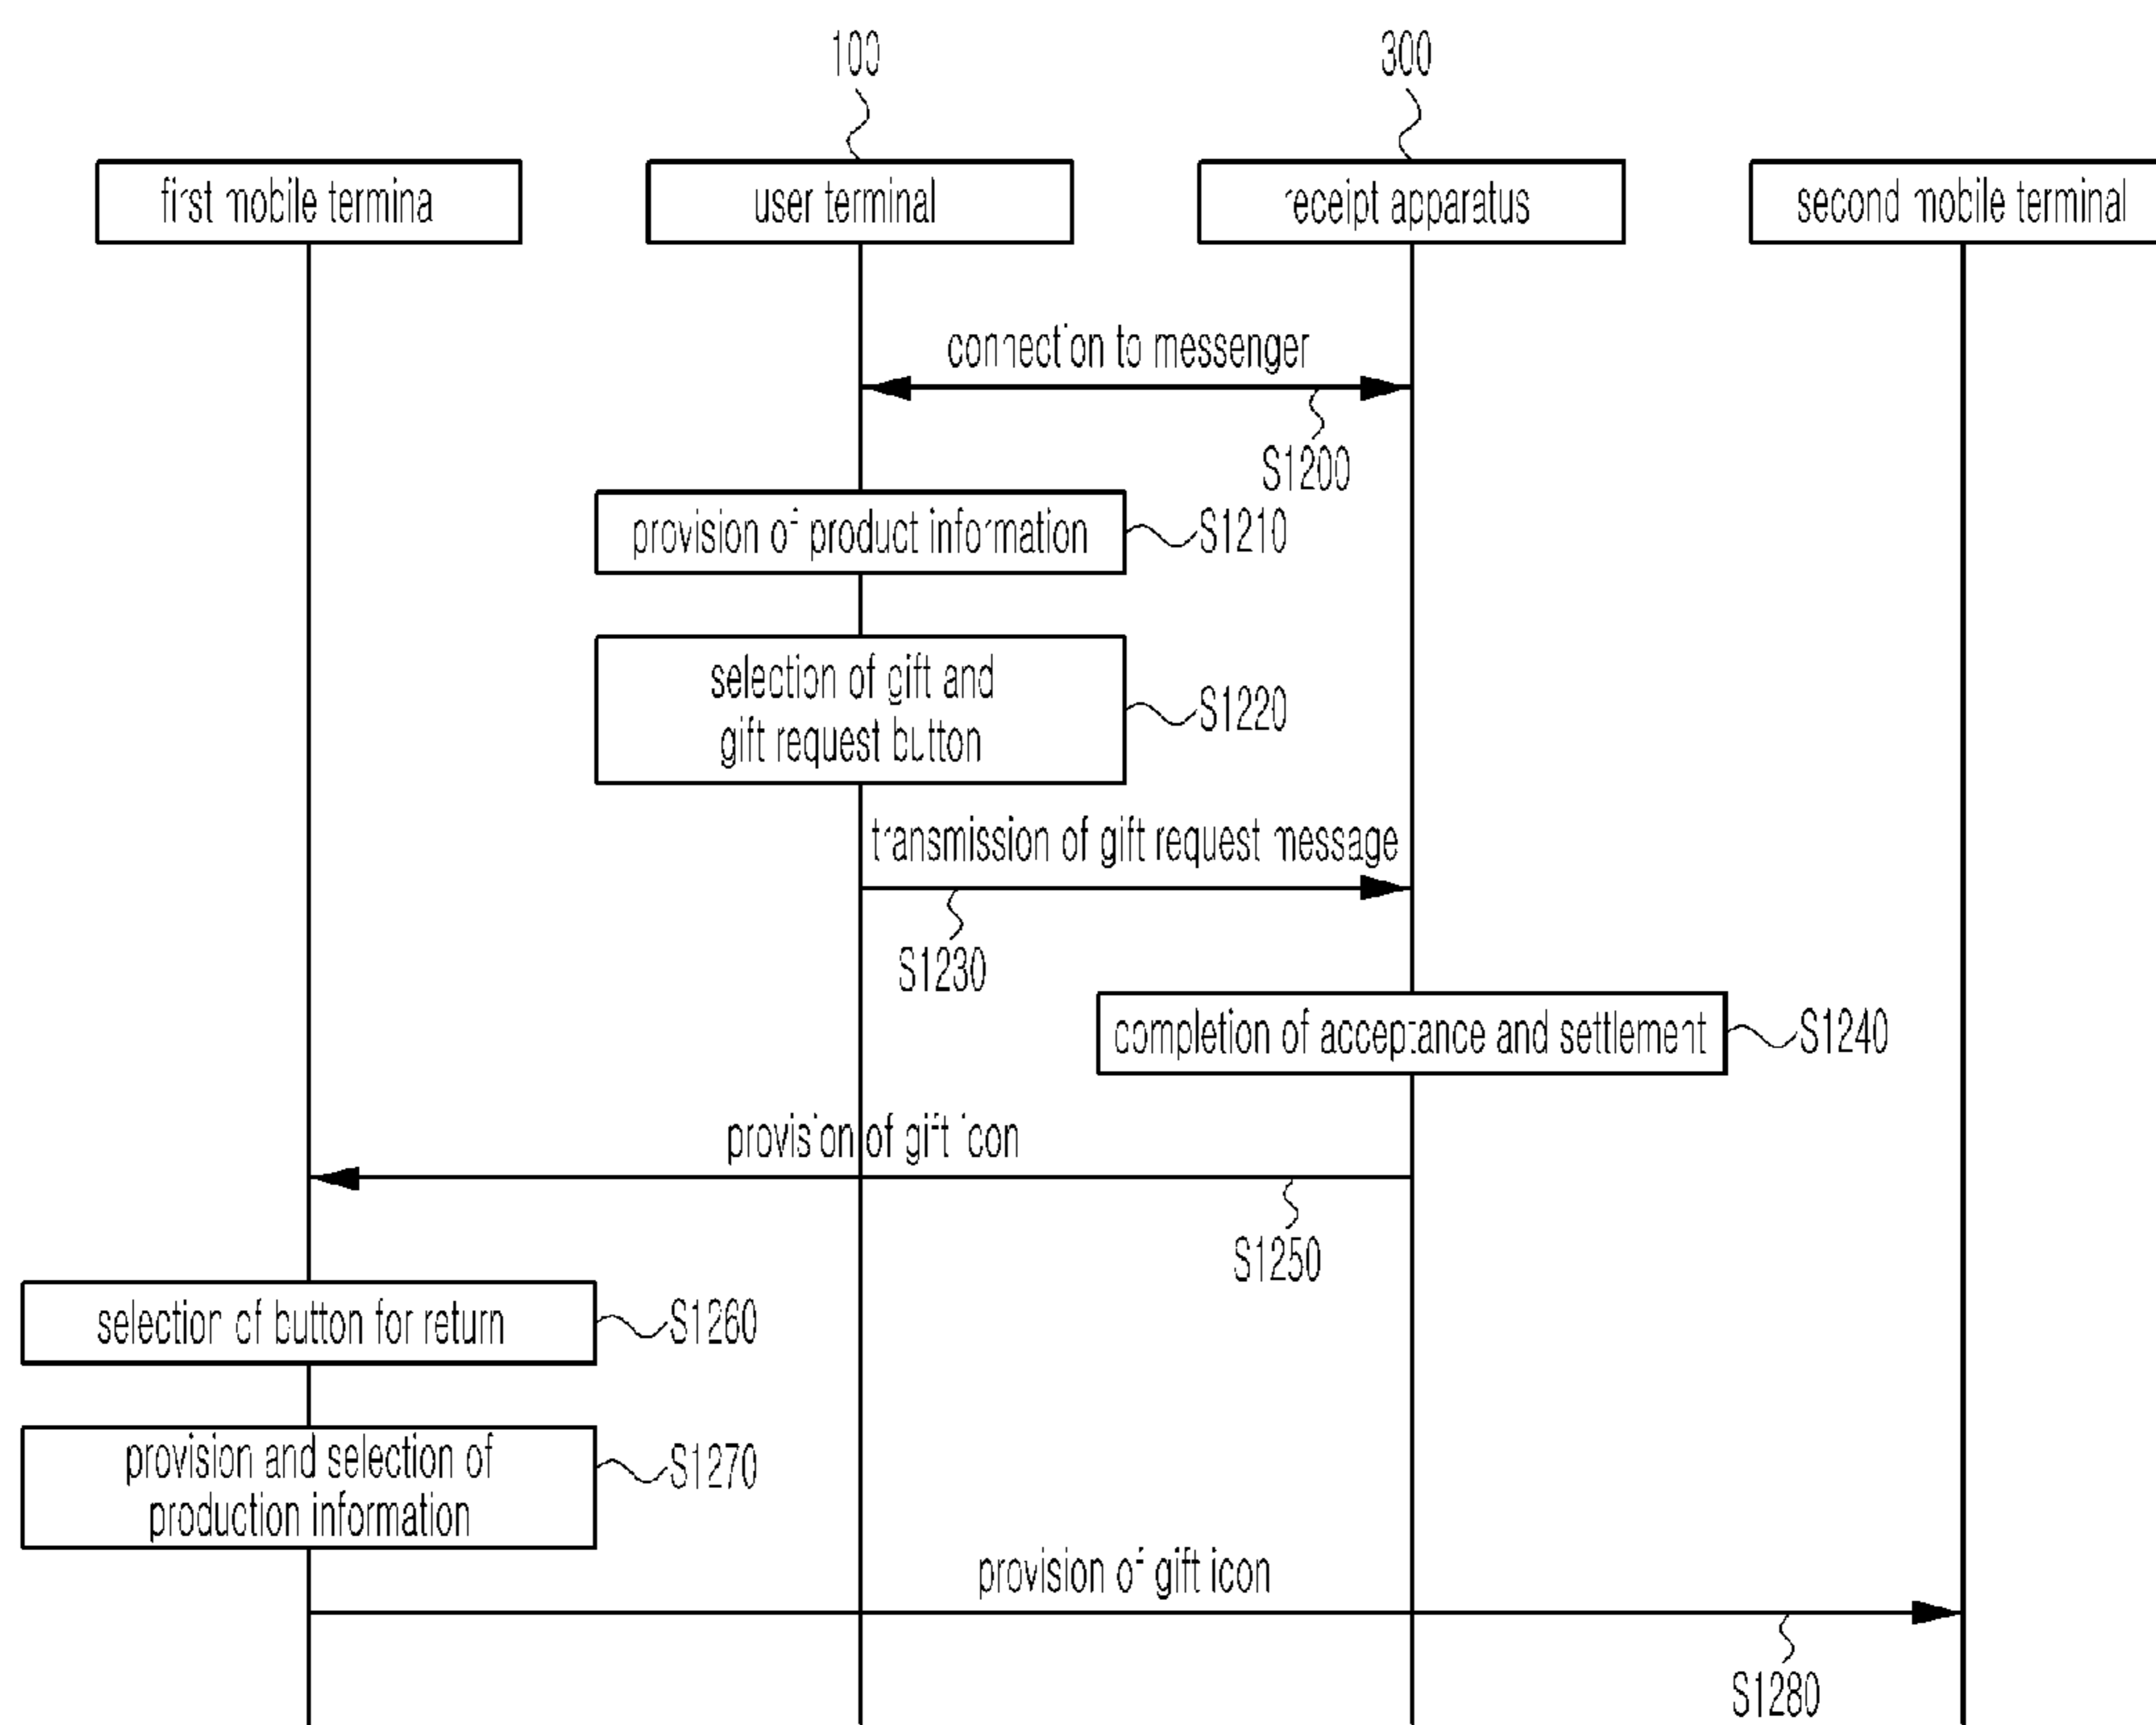 100
300
first mobile termina
user terminal
receipt apparatus
second mobile terminal
connection to messenger
S1200
provision of product information
S1210
selection of gift and
gift request button
S1220
transmission of gift request message
S1230
completion of acceptance and settlement
S1240
provision of gift icon
S1250
selection of button for return
S1260
provision and selection of
production information
S1270
provision of gift icon
S1280